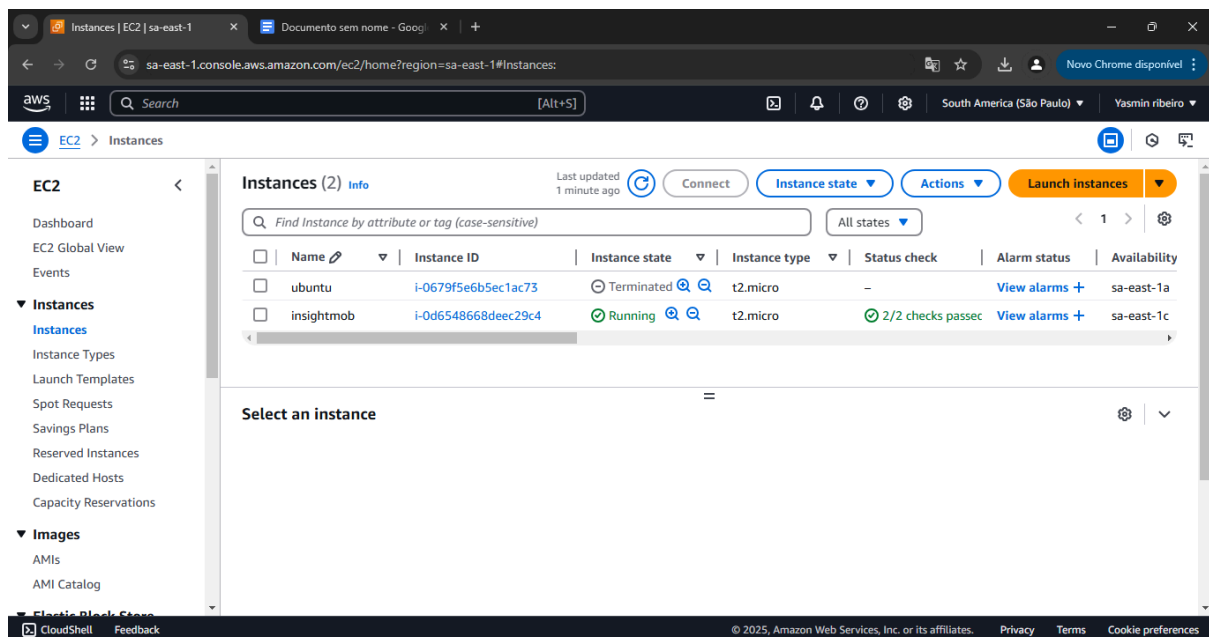 Instances | EC2 | sa-east-1
Documento sem nome - Googl
sa-east-1.console.aws.amazon.com/ec2/home?region=sa-east-1#Instances:
Novo Chrome disponível
aws
Search
[Alt+S]
South America (São Paulo)
Yasmin ribeiro
EC2 > Instances
EC2
Dashboard
EC2 Global View
Events
Instances
Instances
Instance Types
Launch Templates
Spot Requests
Savings Plans
Reserved Instances
Dedicated Hosts
Capacity Reservations
Images
AMIs
AMI Catalog
Elastic Block Store
Instances (2) Info
Last updated
1 minute ago
Connect
Instance state
Actions
Launch instances
Find Instance by attribute or tag (case-sensitive)
All states
1
Name Instance ID Instance state Instance type Status check Alarm status Availability
ubuntu i-0679f5e6b5ec1ac73 Terminated t2.micro – View alarms + sa-east-1a
insightmob i-0d6548668deec29c4 Running t2.micro 2/2 checks passec View alarms + sa-east-1c
Select an instance
CloudShell Feedback © 2025, Amazon Web Services, Inc. or its affiliates. Privacy Terms Cookie preferences